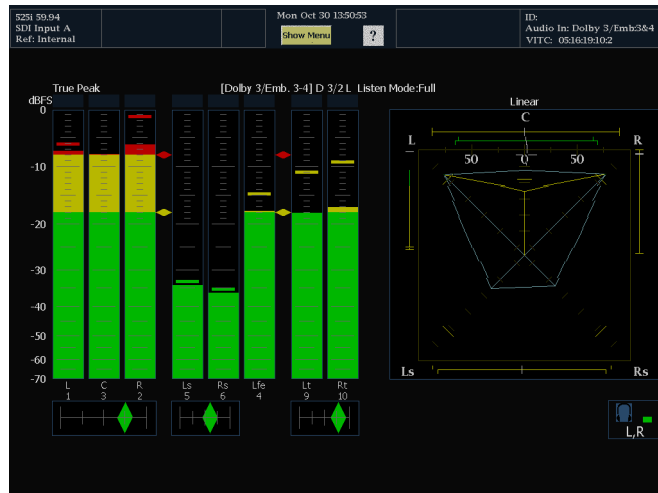 525i 59.94
SDI Input A
Ref: Internal
Mon Oct 30 13:50:53
Show Menu
?
ID:
Audio In: Dolby 3/Emb:3&4
VITC: 05:16:19:10:2
True Peak
[Dolby 3/Emb. 3-4] D 3/2 L Listen Mode:Full
dBFS
0
-10
-20
-30
-40
-50
-60
-70
L C R Ls Rs Lfe Lt Rt
1 3 2 5 6 4 9 10
Linear
C
L R
50 0 50
Ls Rs
L,R